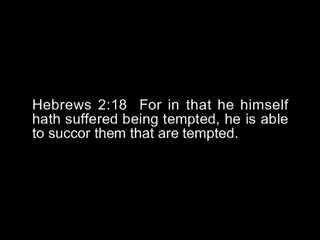 Hebrews 2:18  For in that he himself
hath suffered being tempted, he is able
to succor them that are tempted.